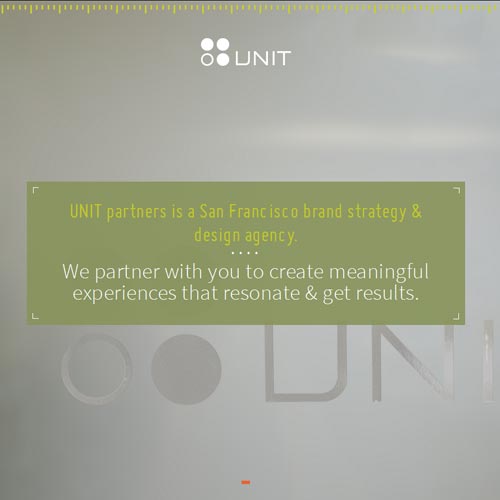 UNIT
UNIT partners is a San Francisco brand strategy &
design agency.
We partner with you to create meaningful
experiences that resonate & get results.
UNI